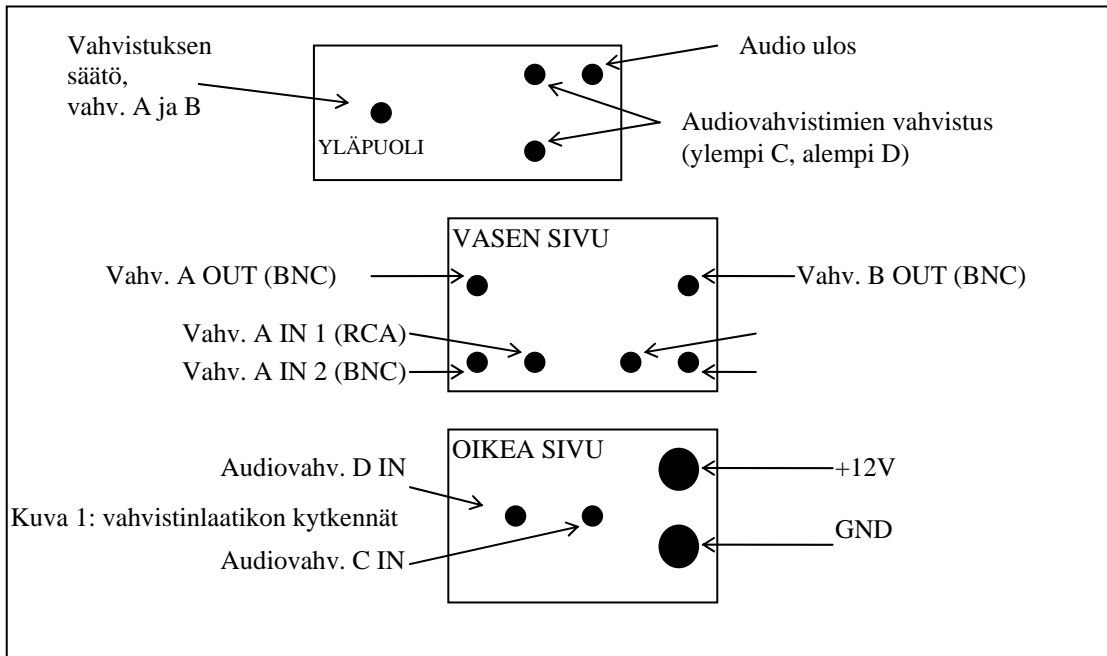 Vahvistuksen
säätö,
vahv. A ja B
Audio ulos
YLÄPUOLI
Audiovahvistimien vahvistus
(ylempi C, alempi D)
VASEN SIVU
Vahv. A OUT (BNC)
Vahv. B OUT (BNC)
Vahv. A IN 1 (RCA)
Vahv. A IN 2 (BNC)
OIKEA SIVU
Audiovahv. D IN
+12V
Kuva 1: vahvistinlaatikon kytkennät
GND
Audiovahv. C IN